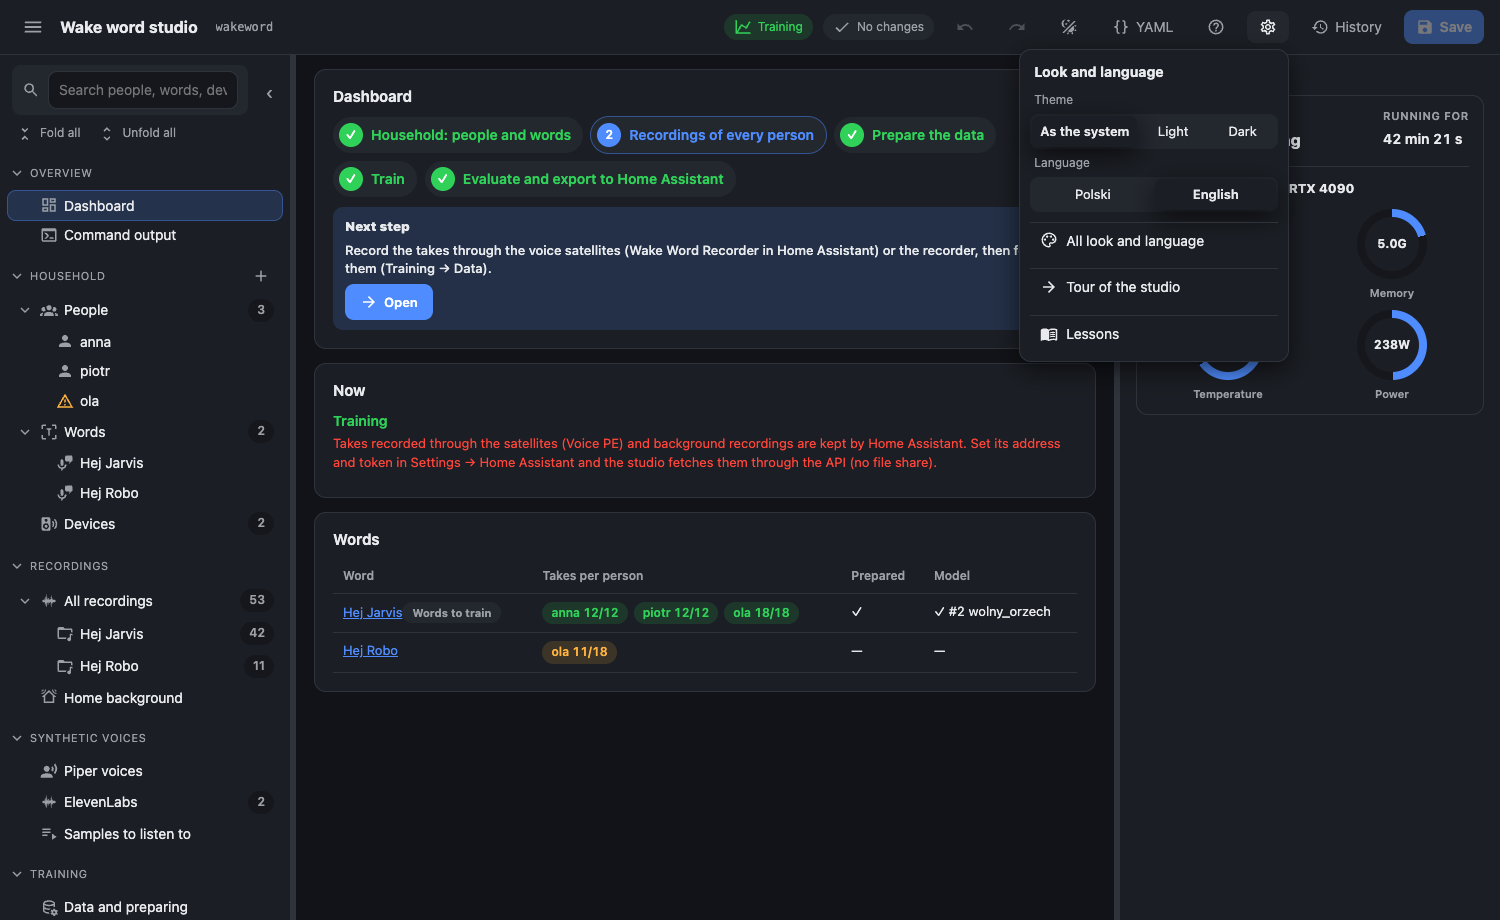 Wake word studio
wakeword
Training
No changes
YAML
History
Save
Search people, words, dev
Fold all
Unfold all
OVERVIEW
Dashboard
Command output
HOUSEHOLD
People
3
anna
piotr
ola
Words
2
Hej Jarvis
Hej Robo
Devices
2
RECORDINGS
All recordings
53
Hej Jarvis
42
Hej Robo
11
Home background
SYNTHETIC VOICES
Piper voices
ElevenLabs
2
Samples to listen to
TRAINING
Data and preparing
Dashboard
Household: people and words
2
Recordings of every person
Prepare the data
Train
Evaluate and export to Home Assistant
Next step
Record the takes through the voice satellites (Wake Word Recorder in Home Assistant) or the recorder, then f
them (Training → Data).
Open
Now
Training
Takes recorded through the satellites (Voice PE) and background recordings are kept by Home Assistant. Set its address
and token in Settings → Home Assistant and the studio fetches them through the API (no file share).
Words
Word
Takes per person
Prepared
Model
Hej Jarvis
Words to train
anna 12/12
piotr 12/12
ola 18/18
✓
✓ #2 wolny_orzech
Hej Robo
ola 11/18
—
—
Look and language
Theme
As the system
Light
Dark
Language
Polski
English
All look and language
Tour of the studio
Lessons
RUNNING FOR
42 min 21 s
RTX 4090
5.0G
Memory
238W
Temperature
Power